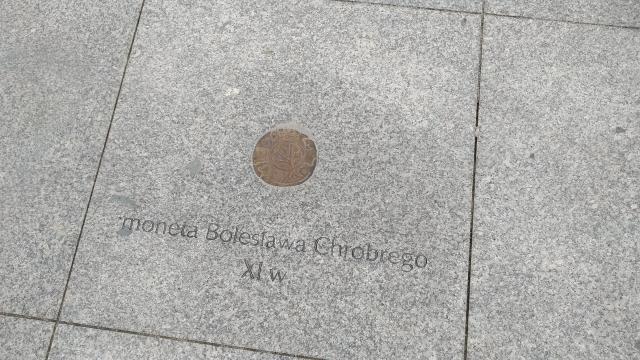 moneta Bolesława Chrobrego
XI w